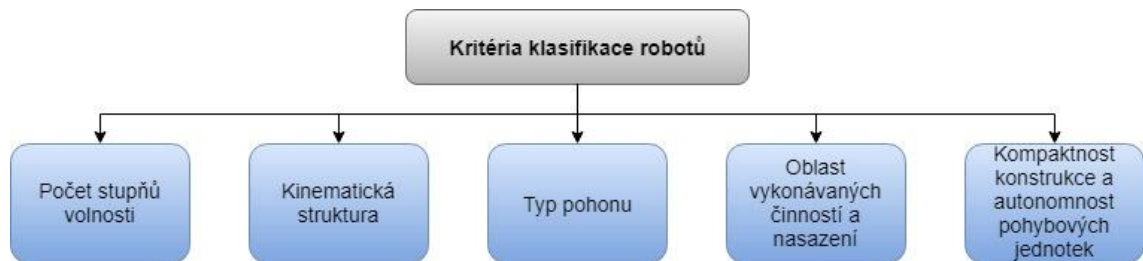 Kritéria klasifikace robotů
Počet stupňů
volnosti
Kinematická
struktura
Typ pohonu
Oblast
vykonávaných
činností a
nasazení
Kompaktnost
konstrukce a
autonomnost
pohybových
jednotek